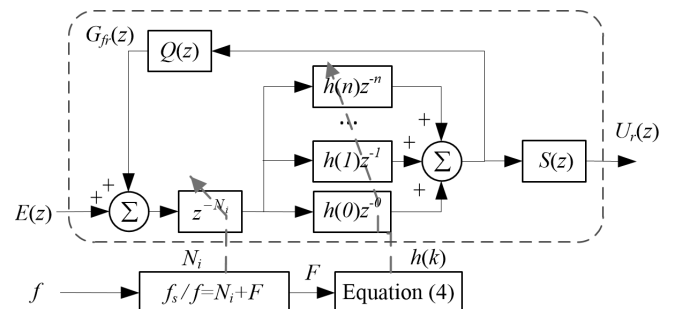 G_fr(z)
Q(z)
h(n)z^-n
...
h(1)z^-1
h(0)z^-0
+
+
+
Σ
S(z)
U_r(z)
E(z)
+
+
Σ
z^-N_i
N_i
h(k)
f
f_s/f=N_i+F
F
Equation (4)